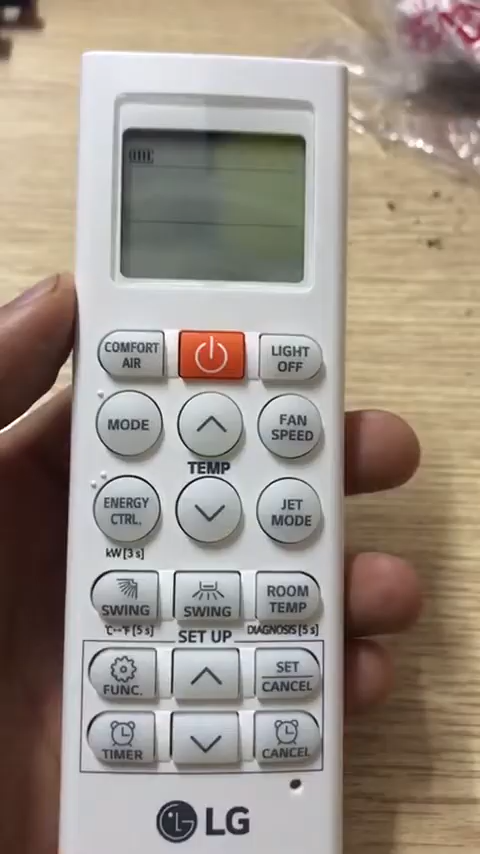 COMFORT
AIR
LIGHT
OFF
MODE
TEMP
FAN
SPEED
ENERGY
CTRL.
JET
MODE
kW [3 s]
SWING
SWING
ROOM
TEMP
°C↔°F [5 s]
SET UP
DIAGNOSIS [5 s]
FUNC.
SET
CANCEL
TIMER
CANCEL
LG